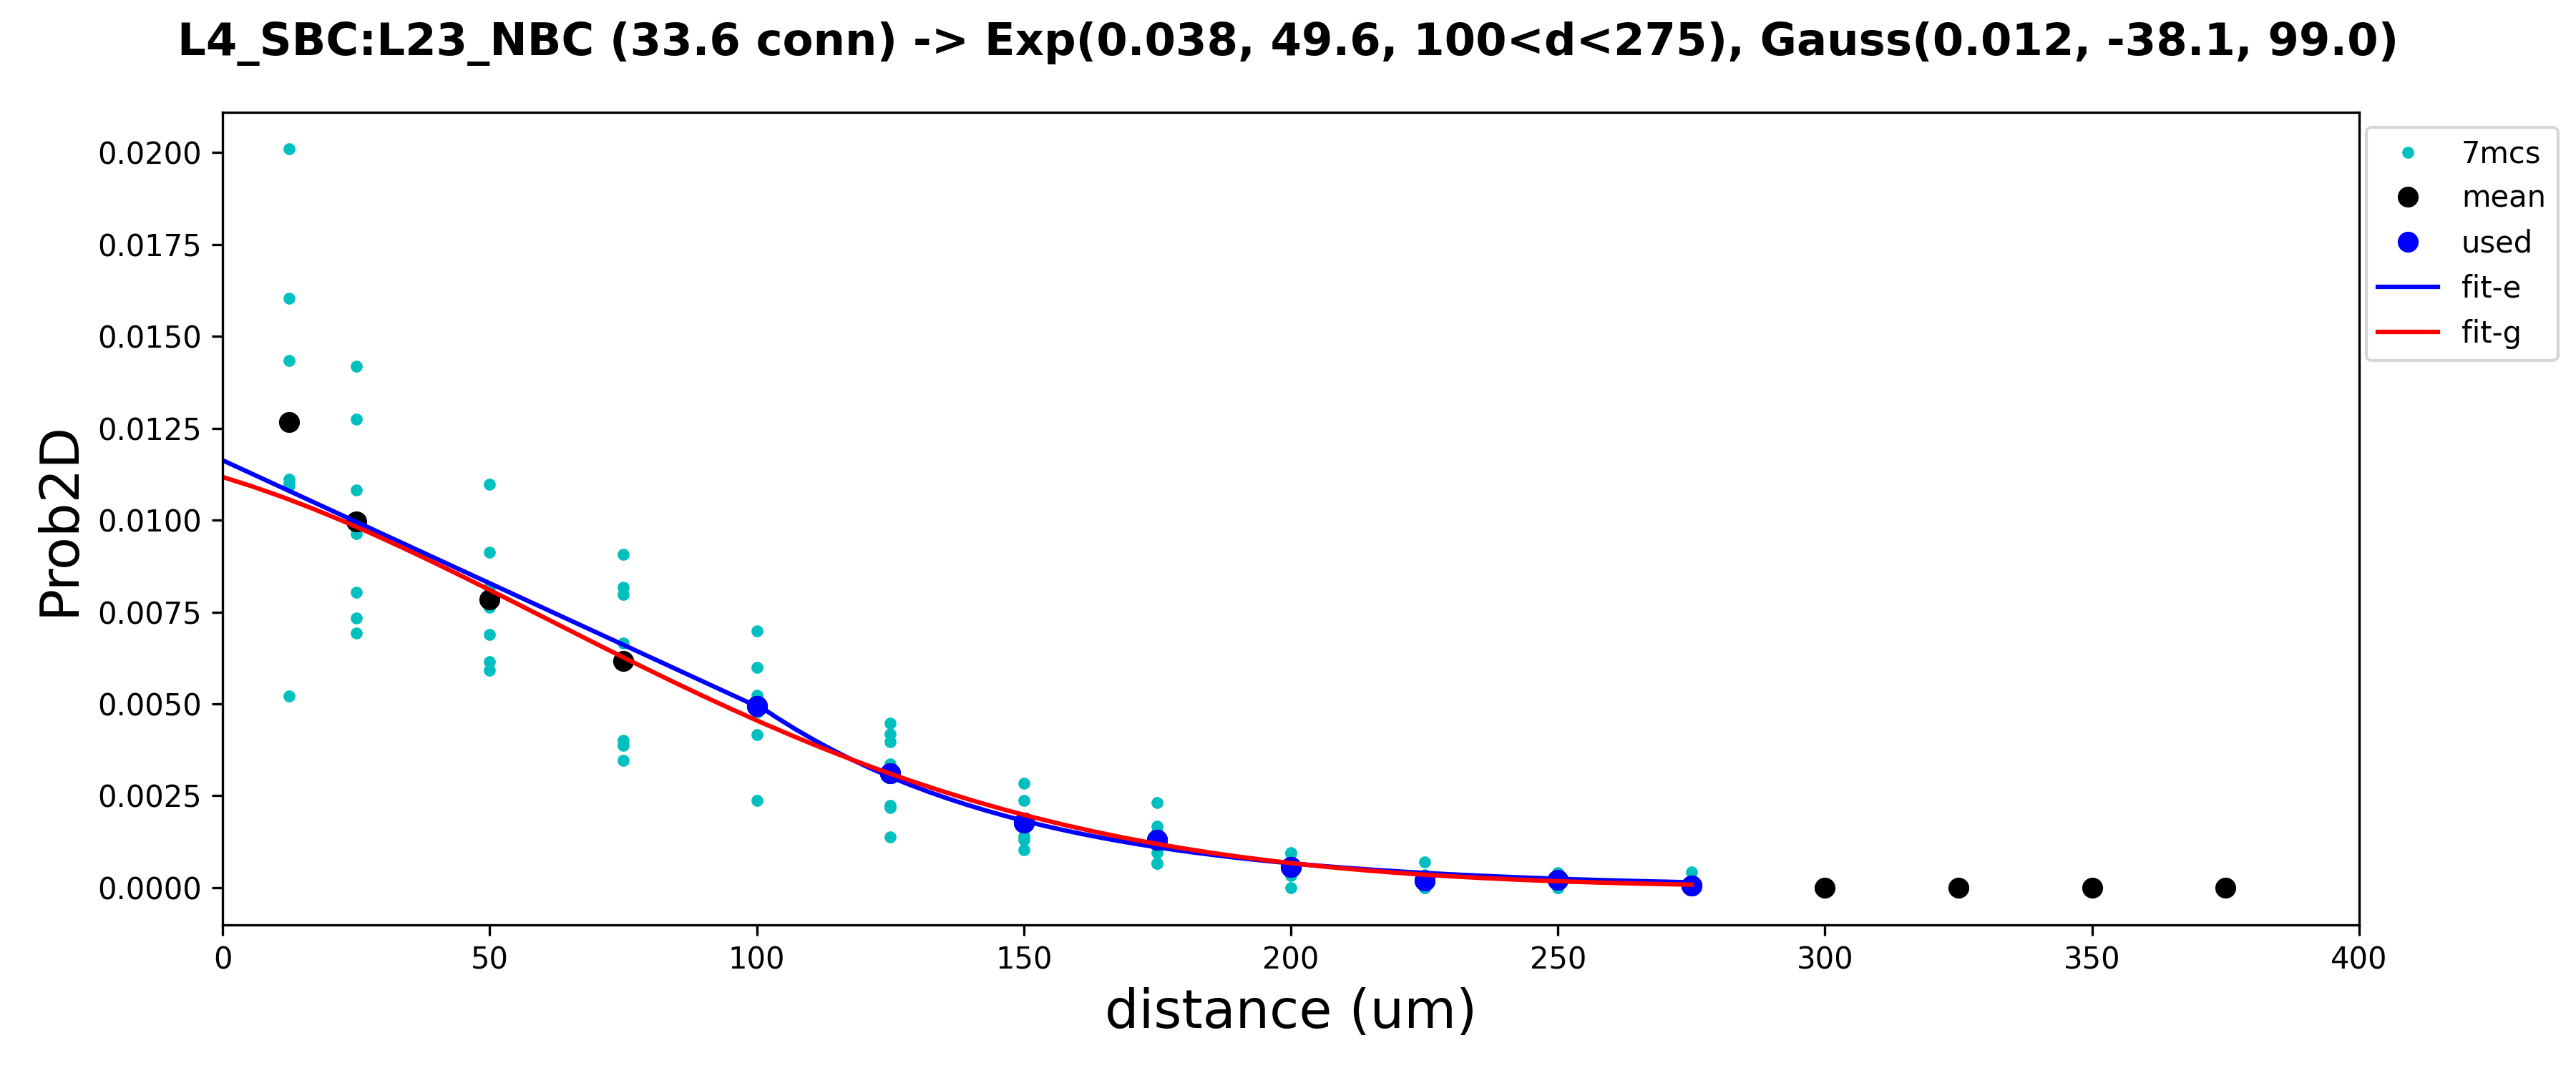 L4_SBC:L23_NBC (33.6 conn) -> Exp(0.038, 49.6, 100<d<275), Gauss(0.012, -38.1, 99.0)
0.0200
0.0175
0.0150
0.0125
0.0100
0.0075
0.0050
0.0025
0.0000
Prob2D
0 50 100 150 200 250 300 350 400
distance (um)
7mcs
mean
used
fit-e
fit-g